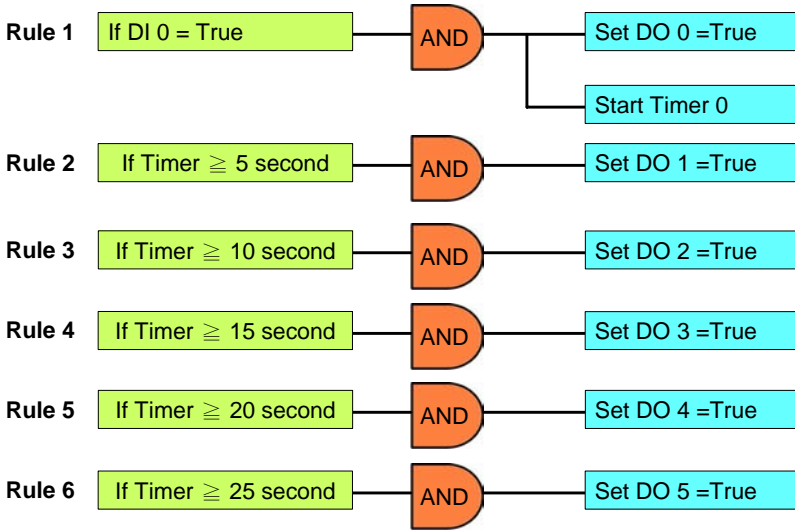 Rule 1 If DI 0 = True AND Set DO 0 =True
Start Timer 0
Rule 2 If Timer ≧ 5 second AND Set DO 1 =True
Rule 3 If Timer ≧ 10 second AND Set DO 2 =True
Rule 4 If Timer ≧ 15 second AND Set DO 3 =True
Rule 5 If Timer ≧ 20 second AND Set DO 4 =True
Rule 6 If Timer ≧ 25 second AND Set DO 5 =True